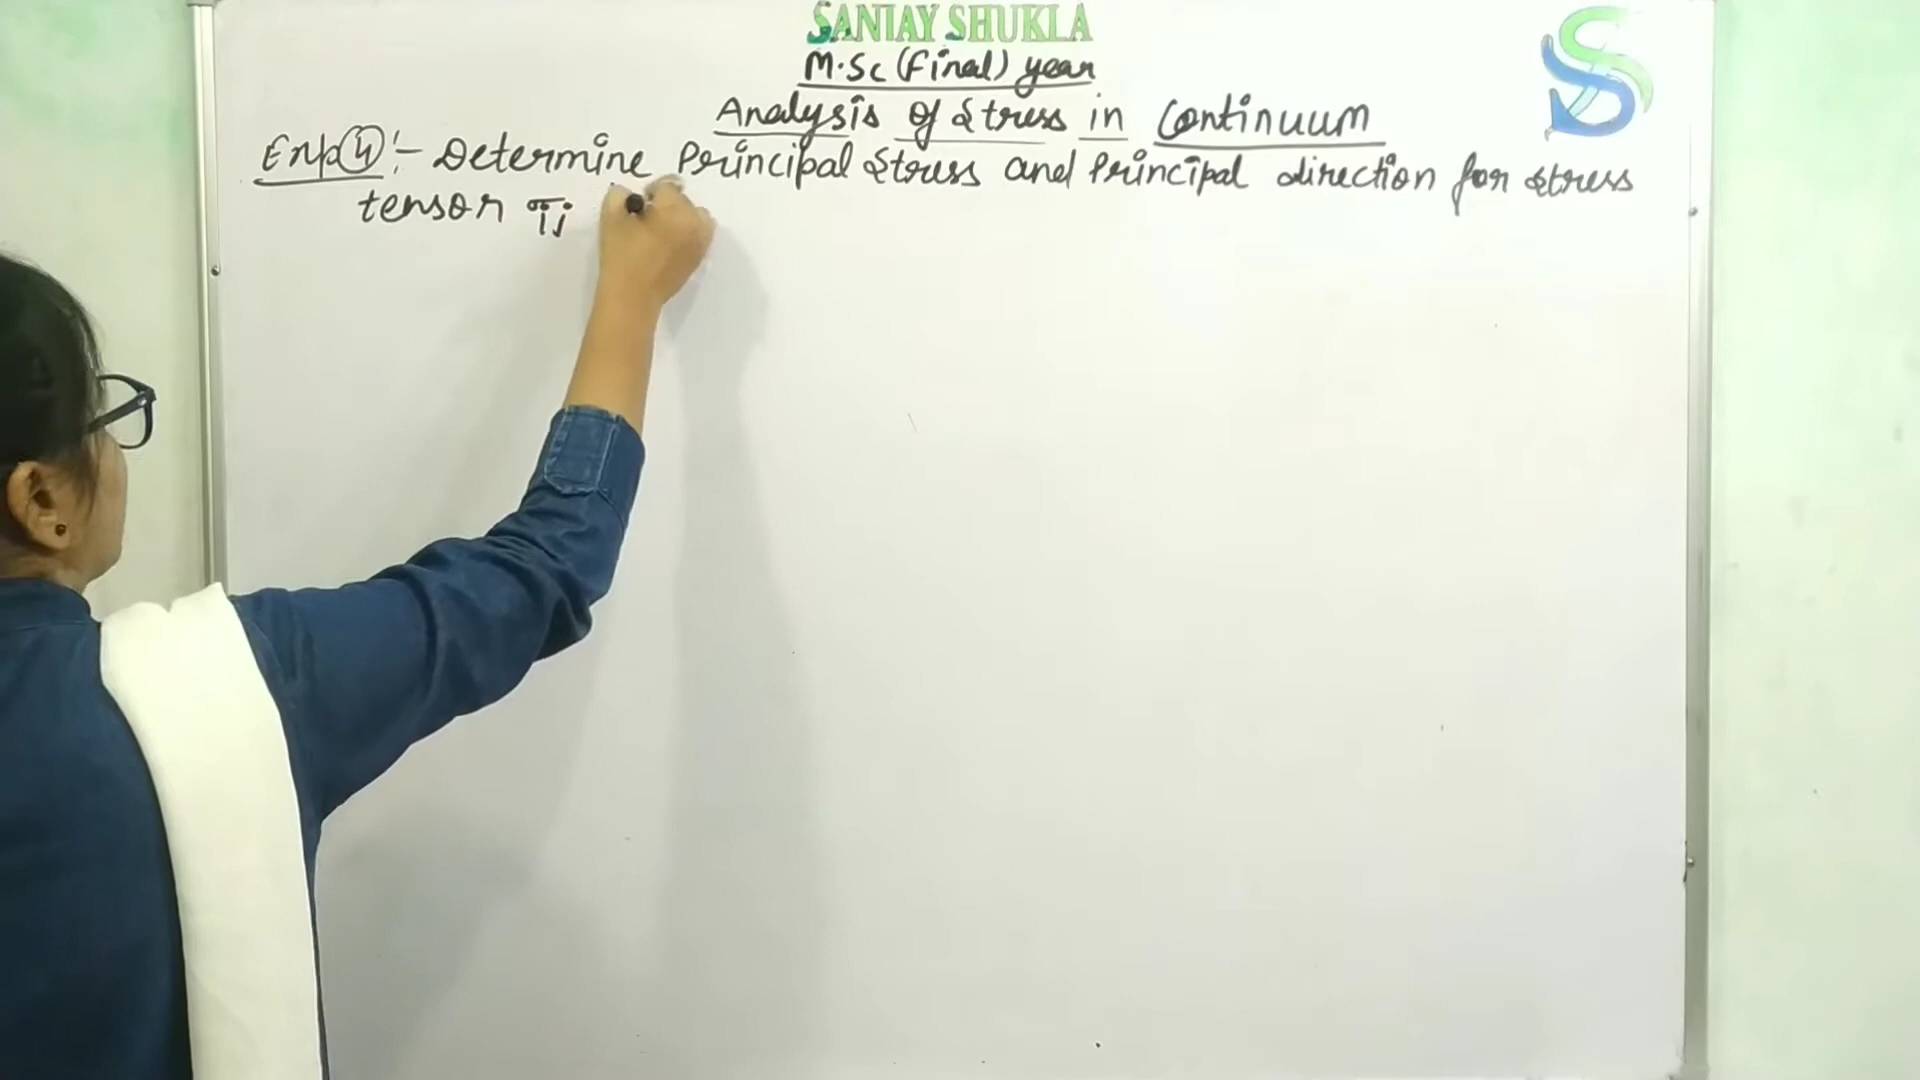 SANJAY SHUKLA
M.Sc (Final) year
Analysis of Stress in Continuum
Exp (4):- Determine Principal Stress and Principal direction for stress
tensor Tij